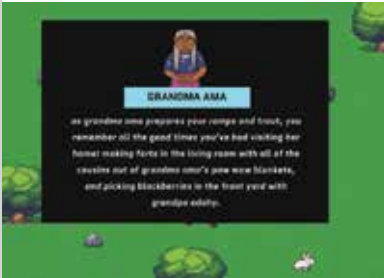 GRANDMA AMA
as grandma ama prepares your ramps and trout, you
remember all the good times you've had visiting her
home: making forts in the living room with all of the
cousins out of grandma ama's pow wow blankets,
and picking blackberries in the front yard with
grandpa